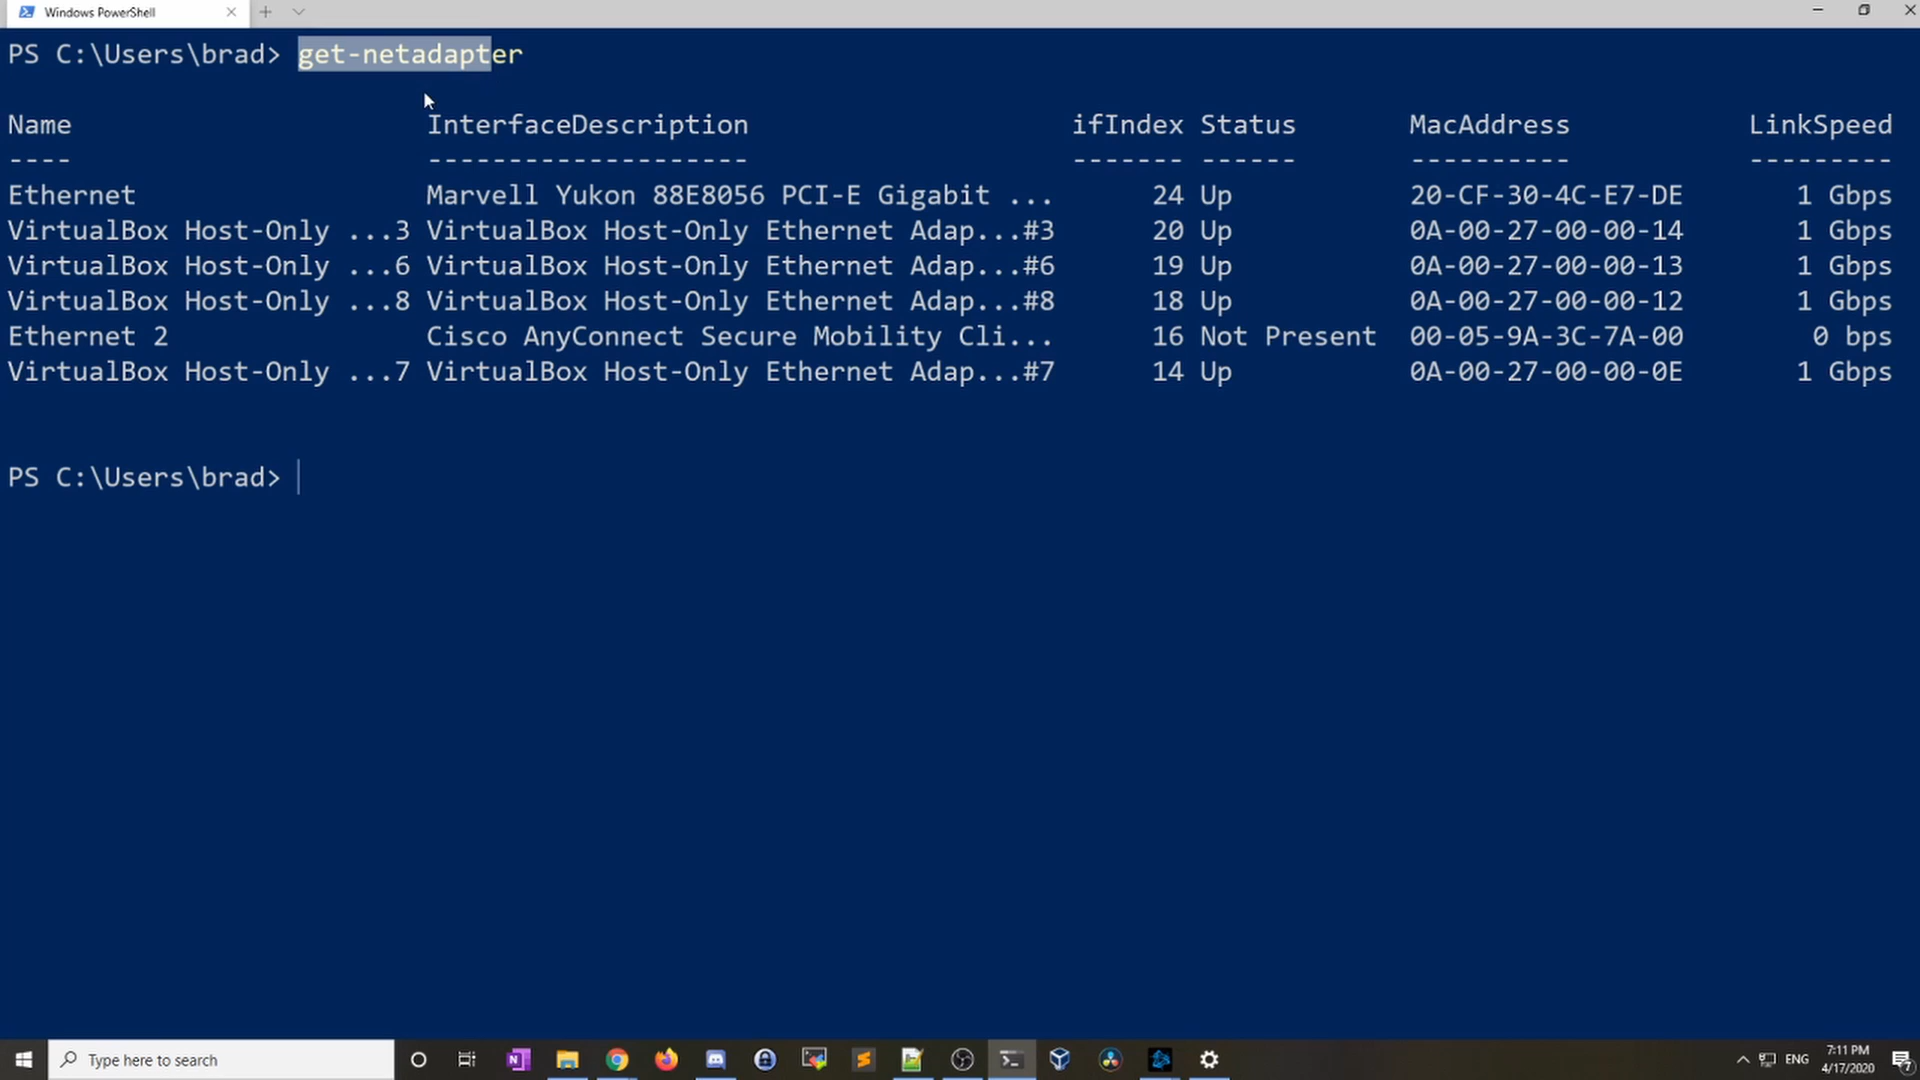 Windows PowerShell
PS C:\Users\brad> get-netadapter
Name InterfaceDescription ifIndex Status MacAddress LinkSpeed
---- -------------------- ------- ------ ---------- ---------
Ethernet Marvell Yukon 88E8056 PCI-E Gigabit ... 24 Up 20-CF-30-4C-E7-DE 1 Gbps
VirtualBox Host-Only ...3 VirtualBox Host-Only Ethernet Adap...#3 20 Up 0A-00-27-00-00-14 1 Gbps
VirtualBox Host-Only ...6 VirtualBox Host-Only Ethernet Adap...#6 19 Up 0A-00-27-00-00-13 1 Gbps
VirtualBox Host-Only ...8 VirtualBox Host-Only Ethernet Adap...#8 18 Up 0A-00-27-00-00-12 1 Gbps
Ethernet 2 Cisco AnyConnect Secure Mobility Cli... 16 Not Present 00-05-9A-3C-7A-00 0 bps
VirtualBox Host-Only ...7 VirtualBox Host-Only Ethernet Adap...#7 14 Up 0A-00-27-00-00-0E 1 Gbps
PS C:\Users\brad>
Type here to search
N
ENG
7:11 PM
4/17/2020
7